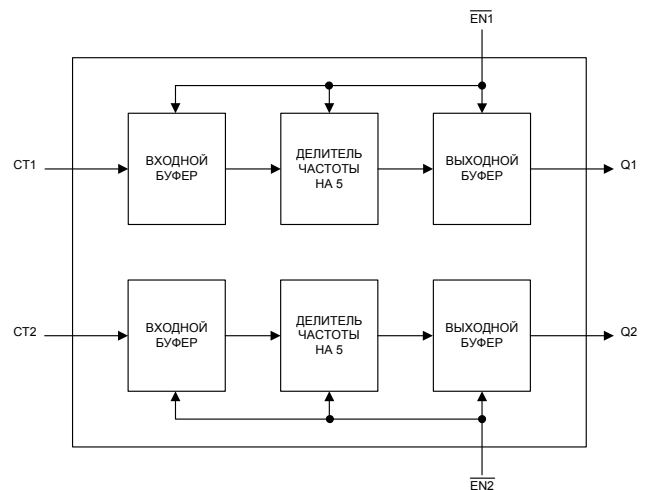 EN1
CT1
ВХОДНОЙ
БУФЕР
ДЕЛИТЕЛЬ
ЧАСТОТЫ
НА 5
ВЫХОДНОЙ
БУФЕР
Q1
CT2
ВХОДНОЙ
БУФЕР
ДЕЛИТЕЛЬ
ЧАСТОТЫ
НА 5
ВЫХОДНОЙ
БУФЕР
Q2
EN2